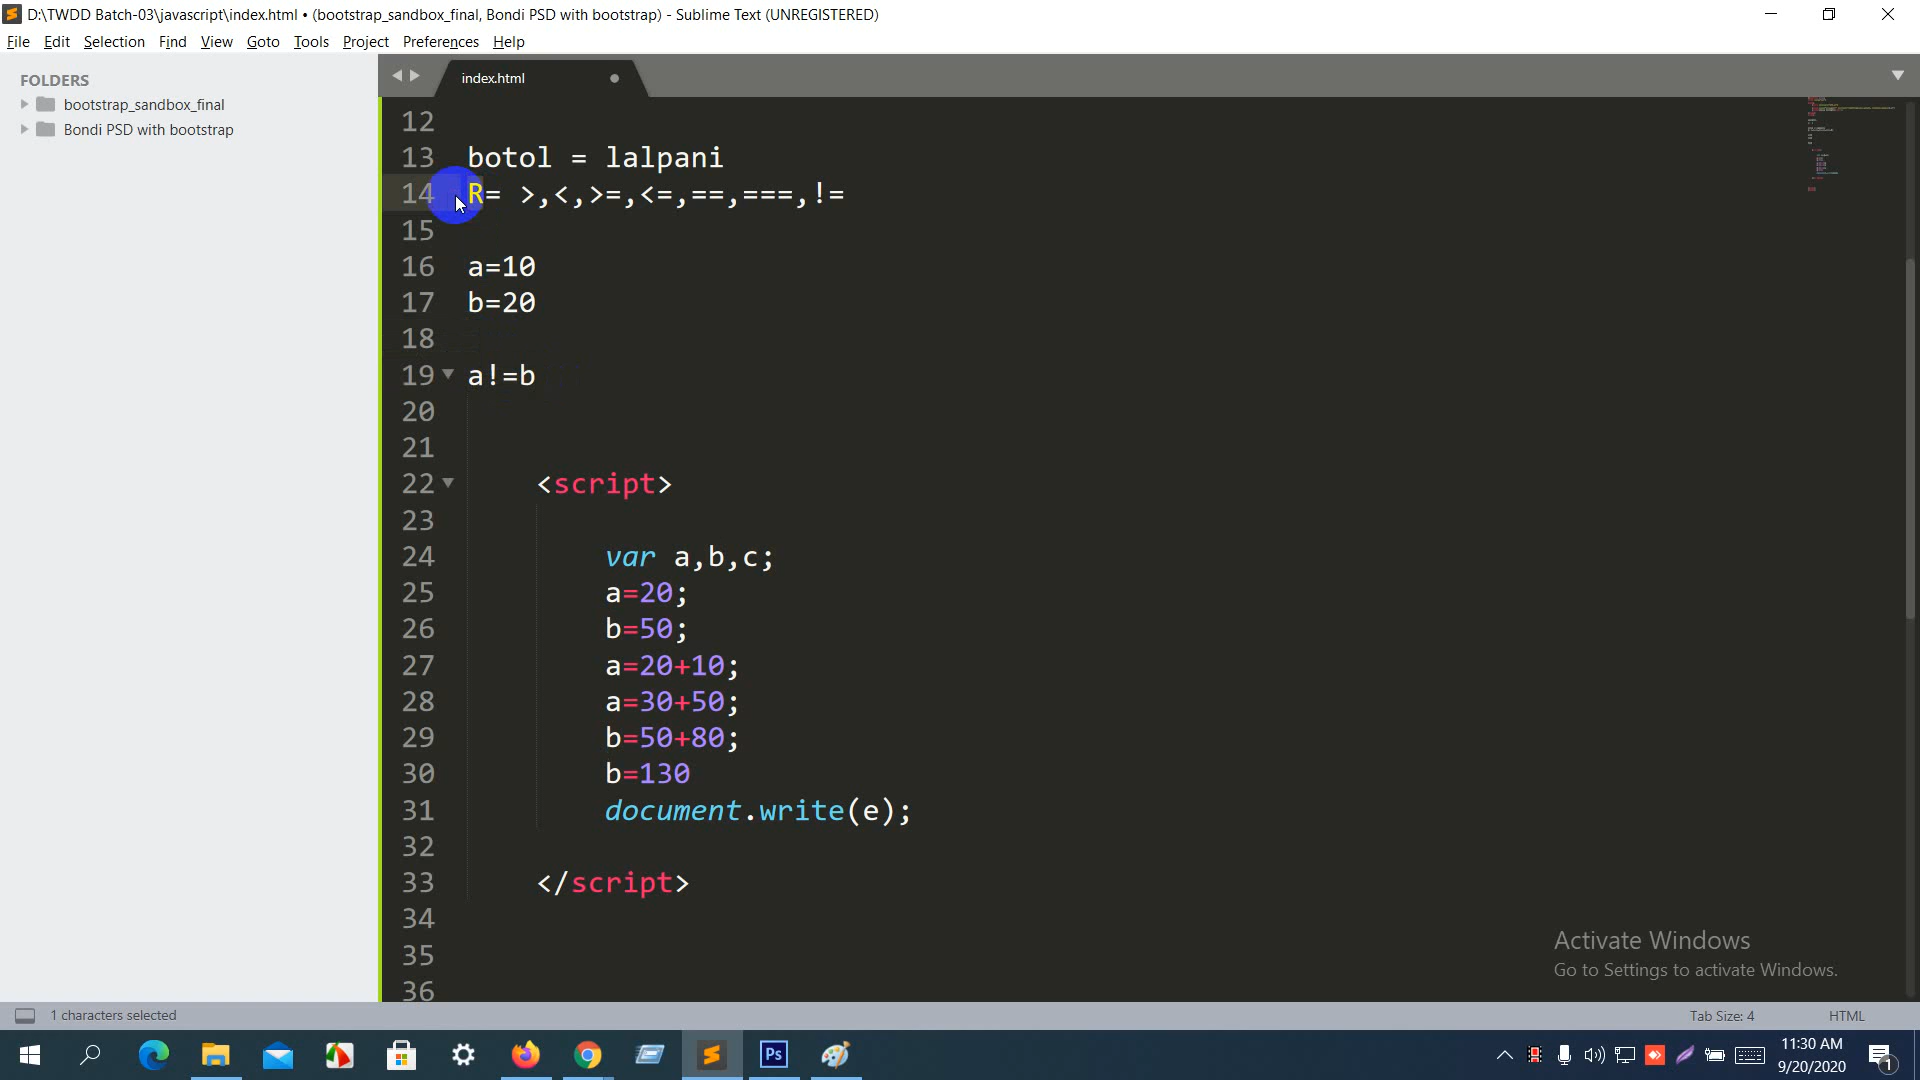 D:\TWDD Batch-03\javascript\index.html • (bootstrap_sandbox_final, Bondi PSD with bootstrap) - Sublime Text (UNREGISTERED)
File Edit Selection Find View Goto Tools Project Preferences Help
FOLDERS
bootstrap_sandbox_final
Bondi PSD with bootstrap
index.html
12
13 botol = lalpani
14 R= >,<,>=,<=,==,===,!=
15
16 a=10
17 b=20
18
19 a!=b
20
21
22 <script>
23
24 var a,b,c;
25 a=20;
26 b=50;
27 a=20+10;
28 a=30+50;
29 b=50+80;
30 b=130
31 document.write(e);
32
33 </script>
34
35
36
Activate Windows
Go to Settings to activate Windows.
1 characters selected
Tab Size: 4
HTML
Ps
11:30 AM
9/20/2020
1